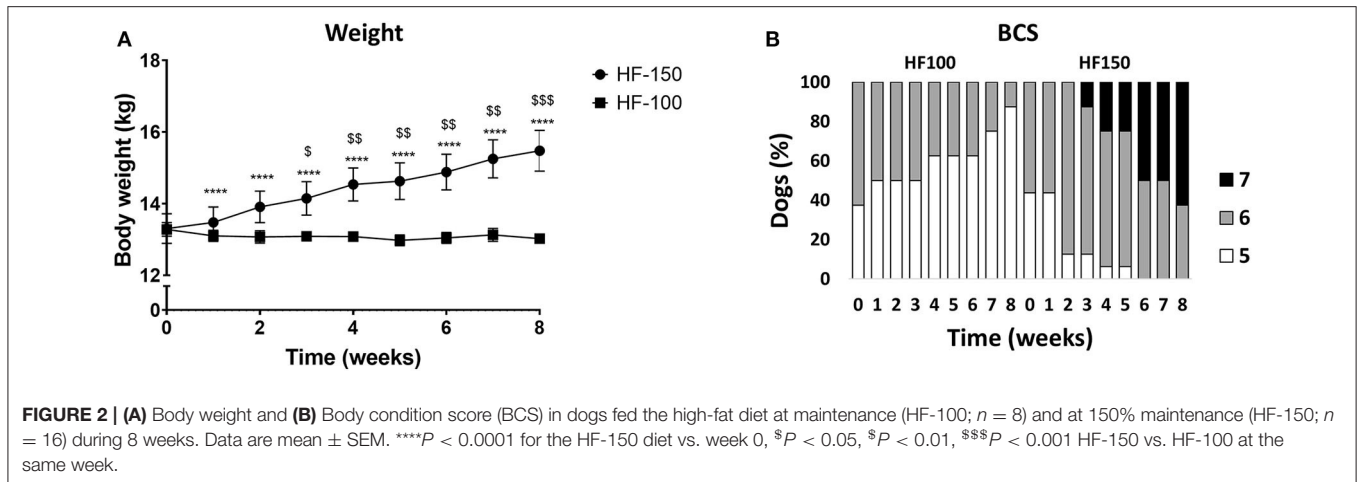 A Weight
18
16
14
12
0
Body weight (kg)
HF-150
HF-100
$ $$ $$ $$ $$ $$$
**** **** **** **** **** **** **** ****
0 2 4 6 8
Time (weeks)
B BCS
HF100 HF150
100
80
60
40
20
0
Dogs (%)
7
6
5
0 1 2 3 4 5 6 7 8 0 1 2 3 4 5 6 7 8
Time (weeks)
FIGURE 2 | (A) Body weight and (B) Body condition score (BCS) in dogs fed the high-fat diet at maintenance (HF-100; n = 8) and at 150% maintenance (HF-150; n
= 16) during 8 weeks. Data are mean ± SEM. ****P < 0.0001 for the HF-150 diet vs. week 0, $P < 0.05, $P < 0.01, $$$P < 0.001 HF-150 vs. HF-100 at the
same week.